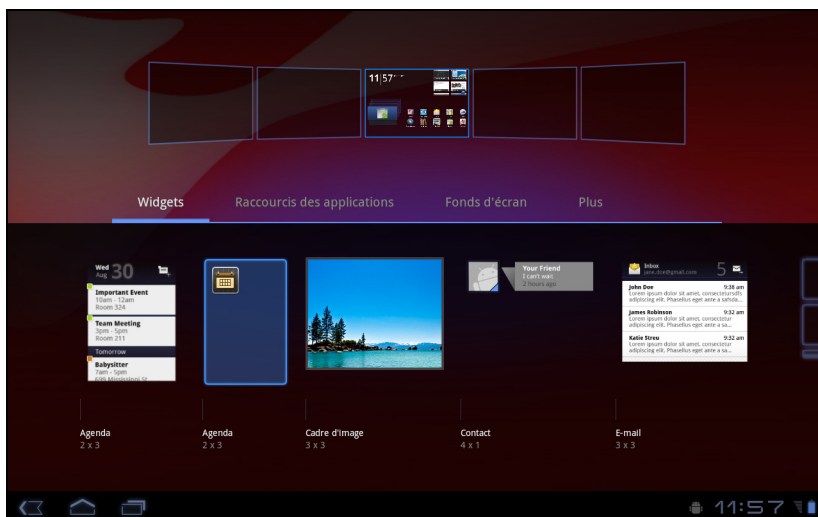 11 57
Widgets
Raccourcis des applications
Fonds d'écran
Plus
Wed
Aug
30
Important Event
10am - 12am
Room 324
Team Meeting
3pm - 5pm
Room 211
Tomorrow
Babysitter
7am - 5pm
Your Friend
I can't wait
2 hours ago
Inbox
jane.doe@gmail.com
5
John Doe 9:38 am
Lorem ipsum dolor sit amet,
adipiscing elit. Phasellus eget ante a
James Robinson 9:32 am
Lorem ipsum dolor sit amet, consectetur
adipiscing elit. Phasellus eget ante a sa...
Katie Streu 9:32 am
Lorem ipsum dolor sit amet, consectetur
adipiscing elit. Phasellus eget ante a sa...
Agenda
2 x 3
Agenda
2 x 3
Cadre d'image
3 x 3
Contact
4 x 1
E-mail
3 x 3
11:57